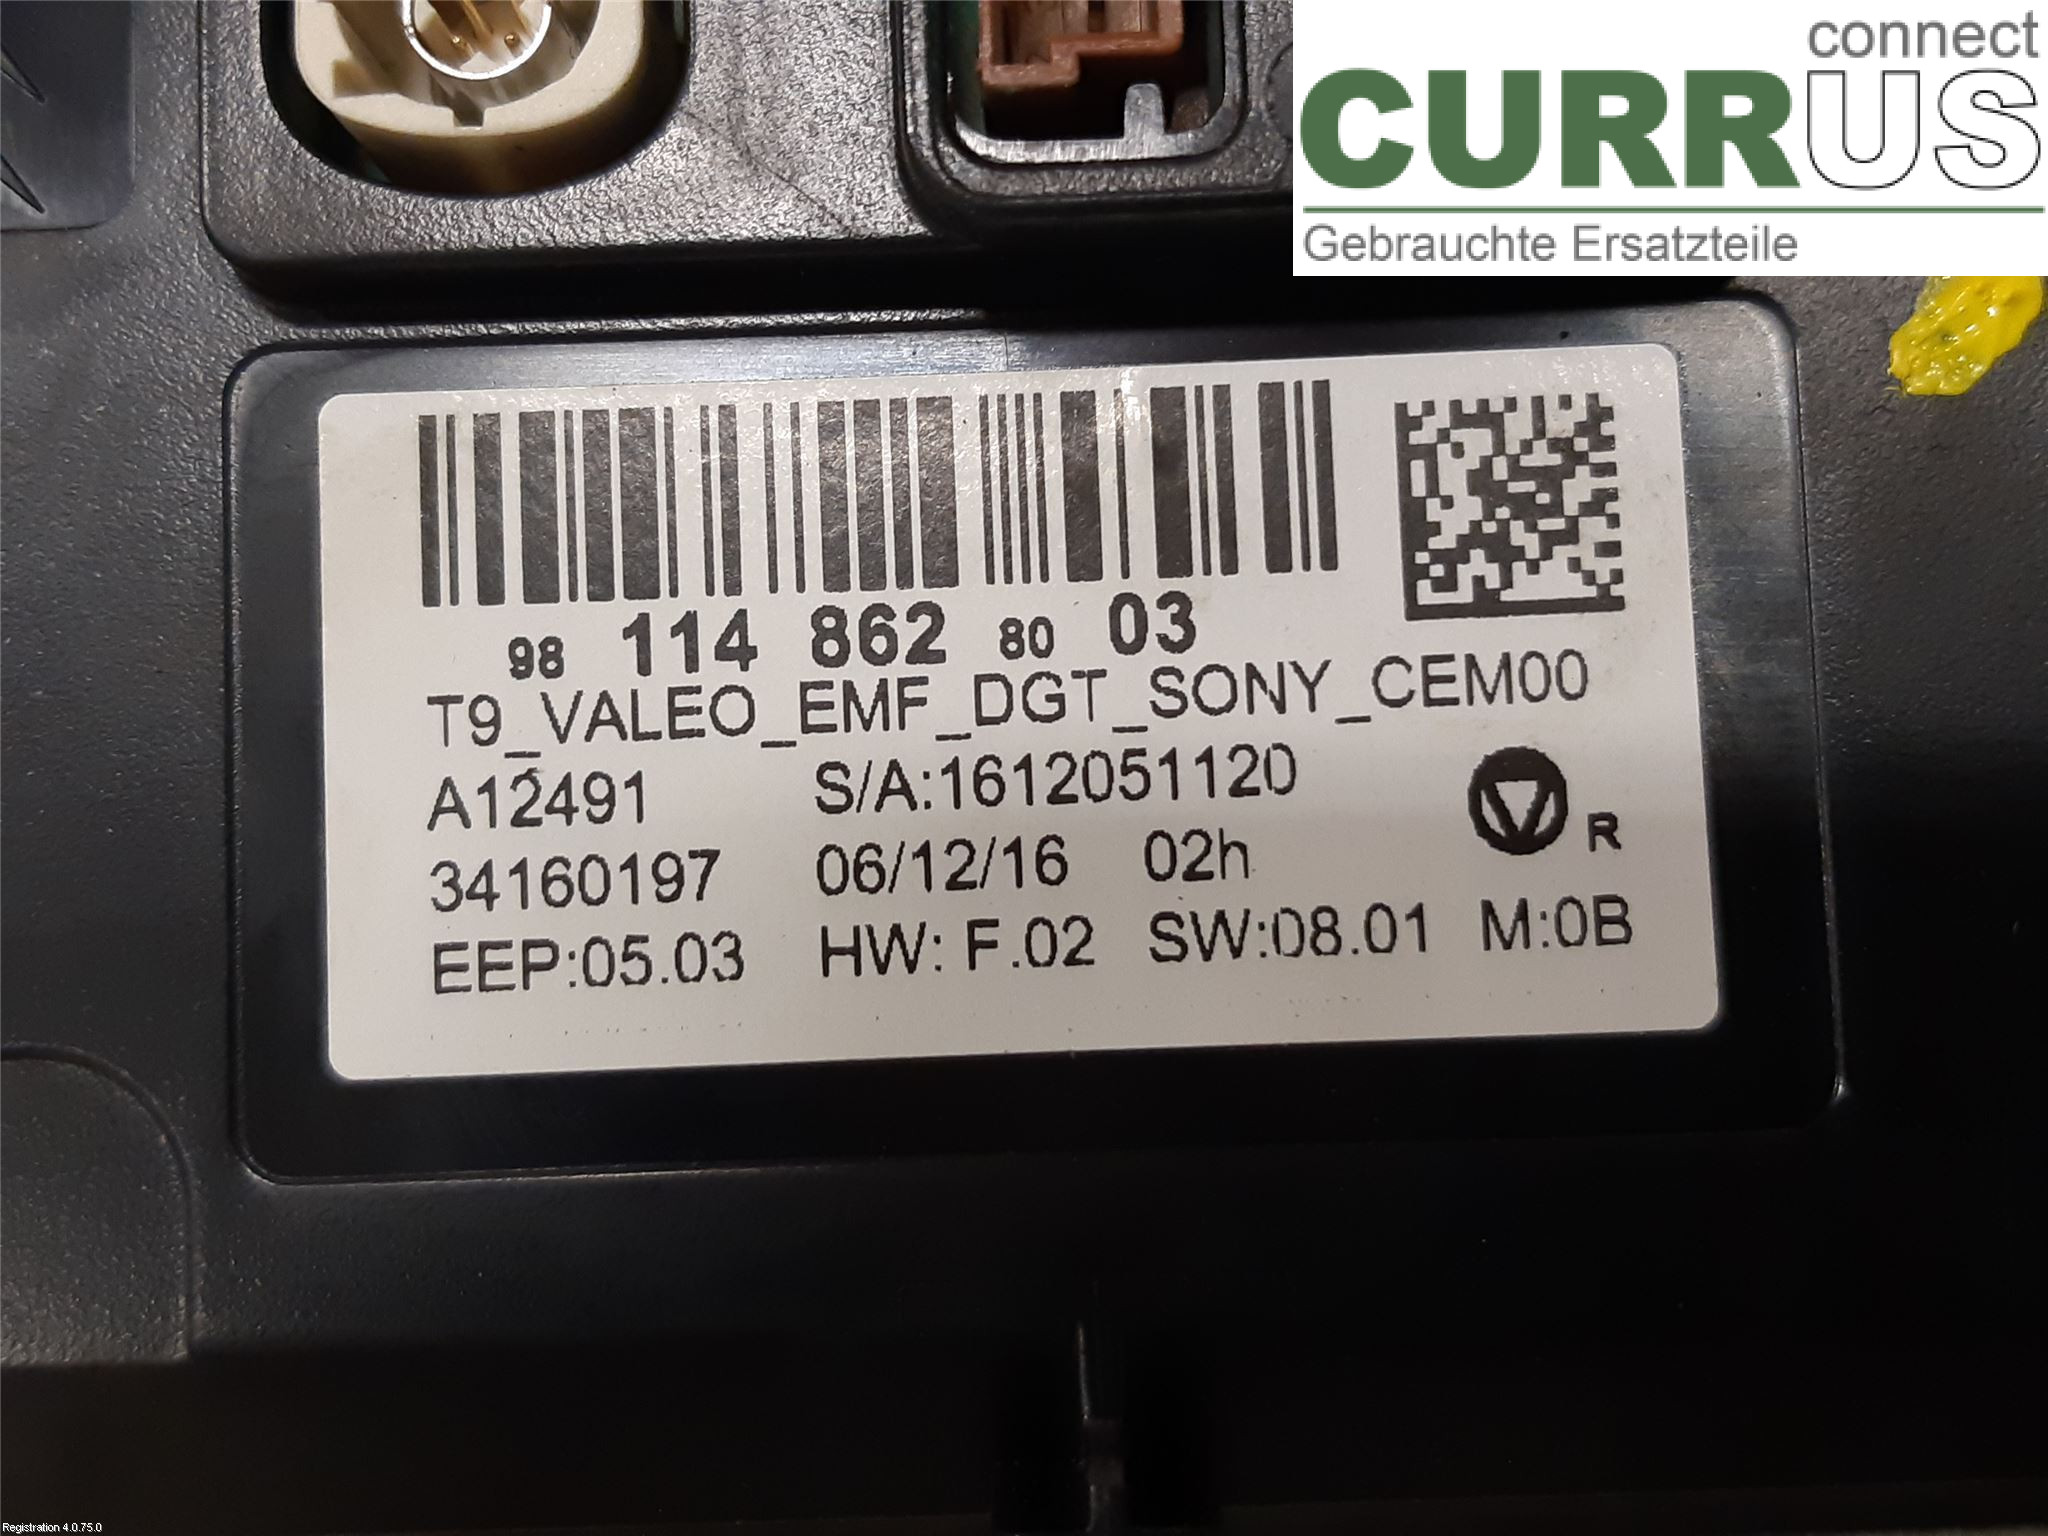 connect
CURRUS
Gebrauchte Ersatzteile
98 114 862 80 03
T9_VALEO_EMF_DGT_SONY_CEM00
A12491 S/A:1612051120
34160197 06/12/16 02h R
EEP:05.03 HW: F.02 SW:08.01 M:0B
Registration 4.0.75.0